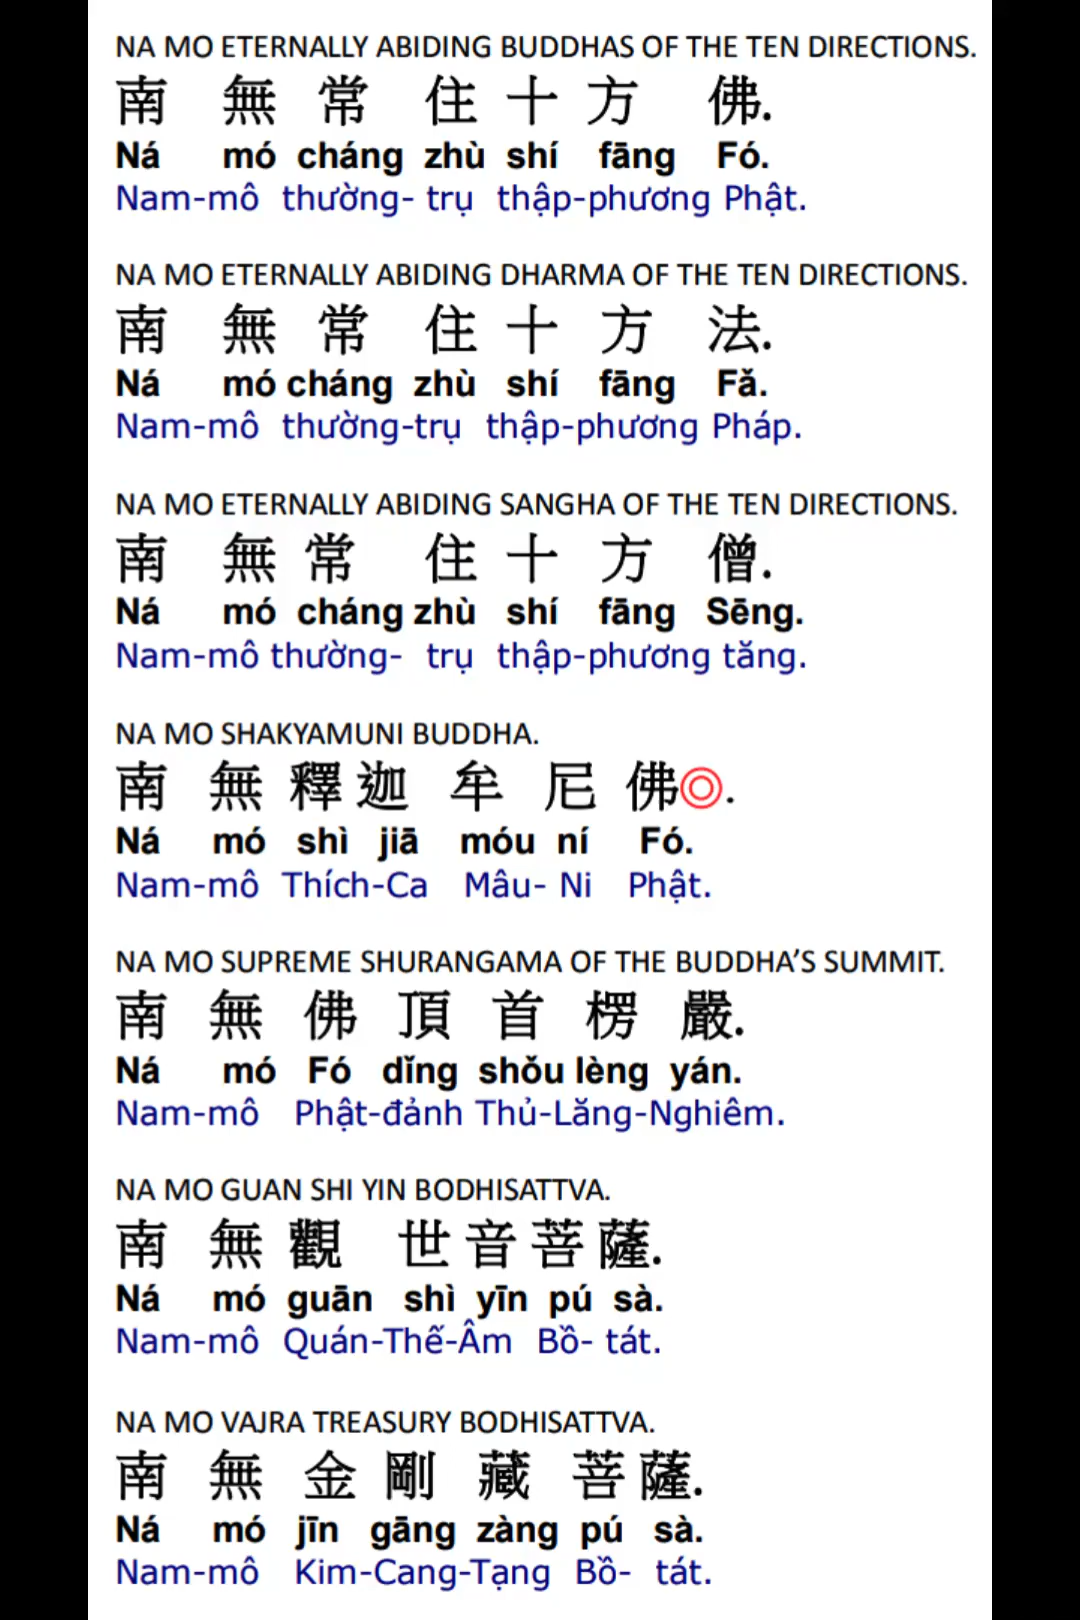 NA MO ETERNALLY ABIDING BUDDHAS OF THE TEN DIRECTIONS.
南 無 常 住 十 方 佛.
Ná mó cháng zhù shí fāng Fó.
Nam-mô thường- trụ thập-phương Phật.
NA MO ETERNALLY ABIDING DHARMA OF THE TEN DIRECTIONS.
南 無 常 住 十 方 法.
Ná mó cháng zhù shí fāng Fǎ.
Nam-mô thường-trụ thập-phương Pháp.
NA MO ETERNALLY ABIDING SANGHA OF THE TEN DIRECTIONS.
南 無 常 住 十 方 僧.
Ná mó cháng zhù shí fāng Sēng.
Nam-mô thường- trụ thập-phương tăng.
NA MO SHAKYAMUNI BUDDHA.
南 無 釋 迦 牟 尼 佛◎.
Ná mó shì jiā móu ní Fó.
Nam-mô Thích-Ca Mâu- Ni Phật.
NA MO SUPREME SHURANGAMA OF THE BUDDHA’S SUMMIT.
南 無 佛 頂 首 楞 嚴.
Ná mó Fó dǐng shǒu lèng yán.
Nam-mô Phật-đảnh Thủ-Lăng-Nghiêm.
NA MO GUAN SHI YIN BODHISATTVA.
南 無 觀 世 音 菩 薩.
Ná mó guān shì yīn pú sà.
Nam-mô Quán-Thế-Âm Bồ- tát.
NA MO VAJRA TREASURY BODHISATTVA.
南 無 金 剛 藏 菩 薩.
Ná mó jīn gāng zàng pú sà.
Nam-mô Kim-Cang-Tạng Bồ- tát.